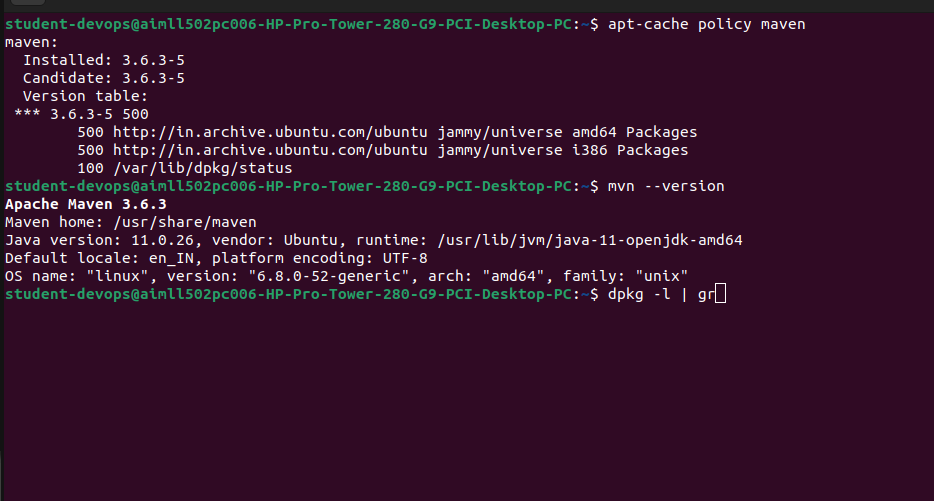 student-devops@aimll502pc006-HP-Pro-Tower-280-G9-PCI-Desktop-PC:~$ apt-cache policy maven
maven:
  Installed: 3.6.3-5
  Candidate: 3.6.3-5
  Version table:
 *** 3.6.3-5 500
        500 http://in.archive.ubuntu.com/ubuntu jammy/universe amd64 Packages
        500 http://in.archive.ubuntu.com/ubuntu jammy/universe i386 Packages
        100 /var/lib/dpkg/status
student-devops@aimll502pc006-HP-Pro-Tower-280-G9-PCI-Desktop-PC:~$ mvn --version
Apache Maven 3.6.3
Maven home: /usr/share/maven
Java version: 11.0.26, vendor: Ubuntu, runtime: /usr/lib/jvm/java-11-openjdk-amd64
Default locale: en_IN, platform encoding: UTF-8
OS name: "linux", version: "6.8.0-52-generic", arch: "amd64", family: "unix"
student-devops@aimll502pc006-HP-Pro-Tower-280-G9-PCI-Desktop-PC:~$ dpkg -l | gr